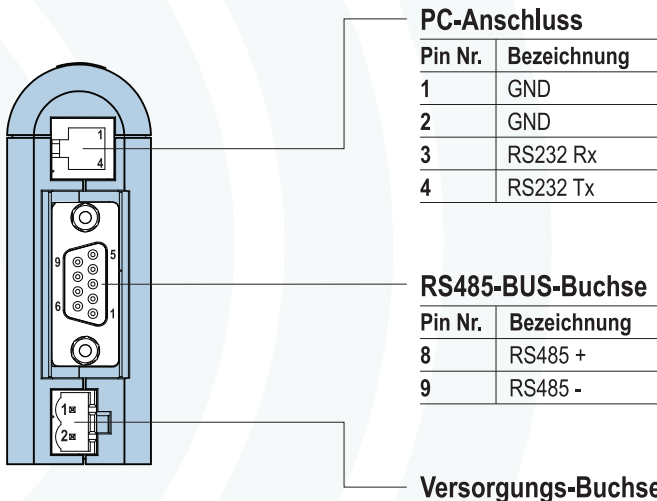 PC-Anschluss
Pin Nr. Bezeichnung
1 GND
2 GND
3 RS232 Rx
4 RS232 Tx
1
4
RS485-BUS-Buchse
Pin Nr. Bezeichnung
8 RS485 +
9 RS485 -
5
9
6
1
1
2
Versorgungs-Buchse